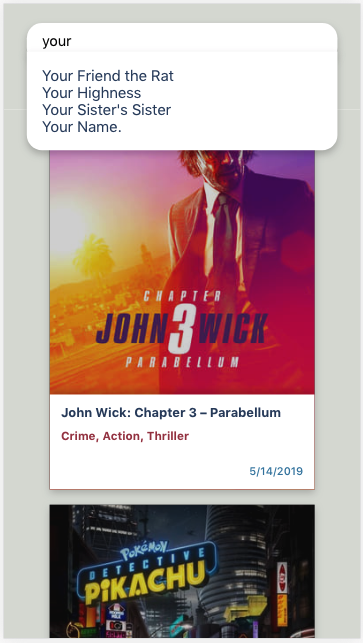 your
Your Friend the Rat
Your Highness
Your Sister's Sister
Your Name.
CHAPTER
JOHN 3 WICK
PARABELLUM
John Wick: Chapter 3 – Parabellum
Crime, Action, Thriller
5/14/2019
POKéMON
DETECTIVE
PiKACHU